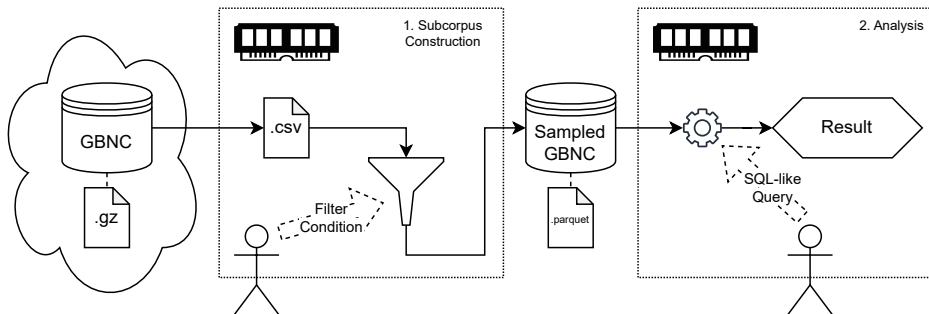 1. Subcorpus
Construction
2. Analysis
GBNC
.gz
.csv
Filter
Condition
Sampled
GBNC
.parquet
Result
SQL-like
Query